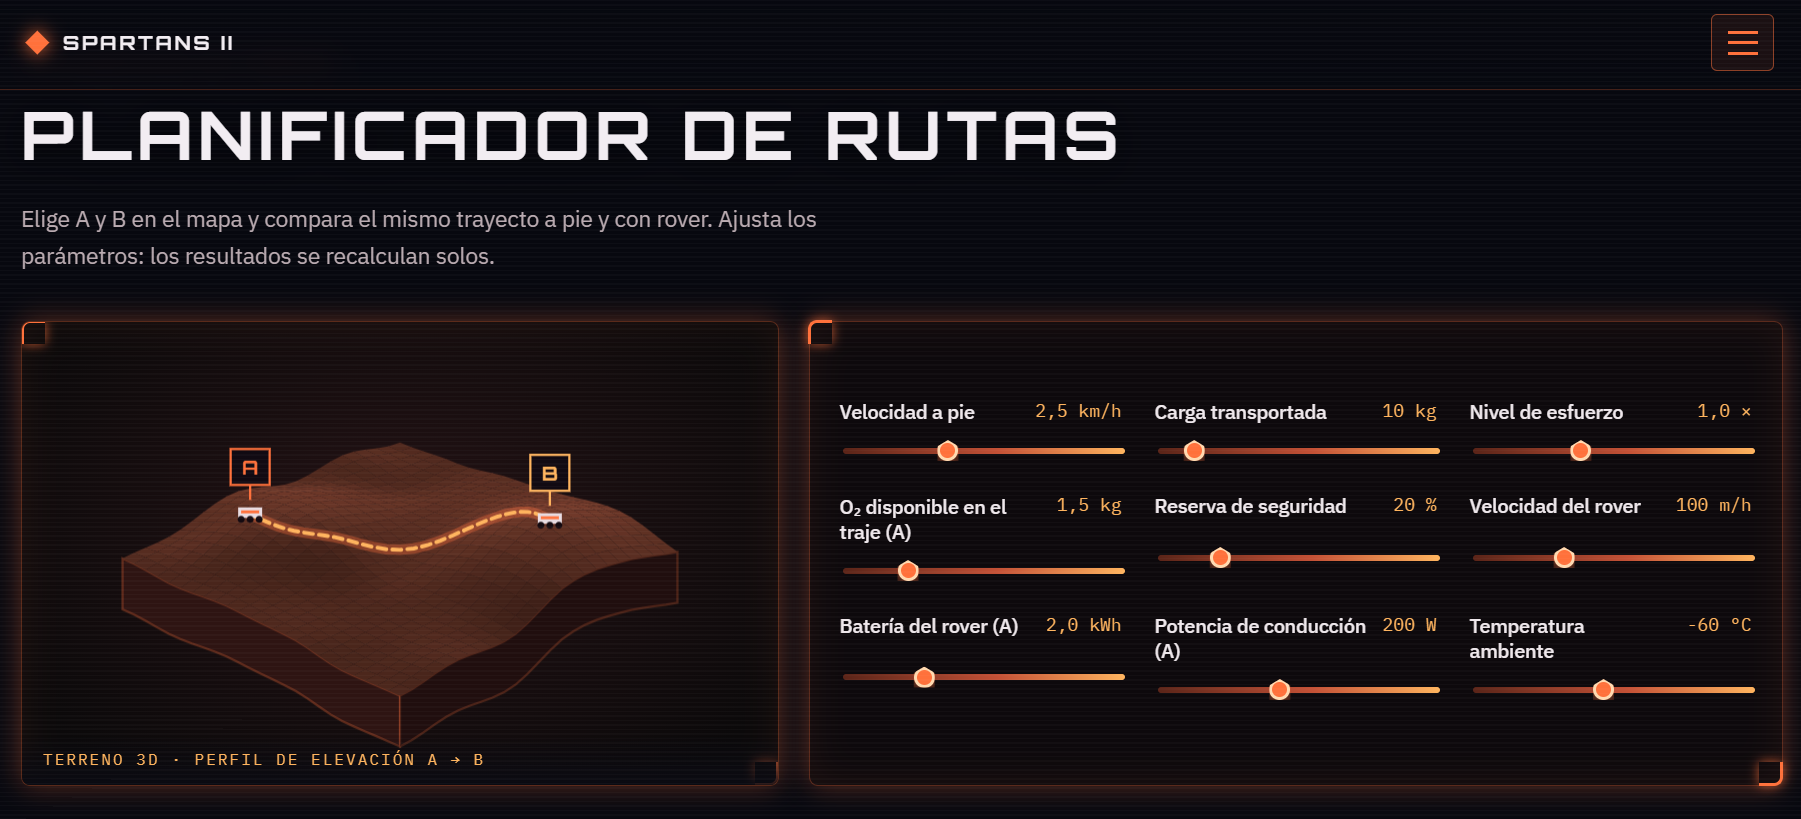 SPARTANS II
PLANIFICADOR DE RUTAS
Elige A y B en el mapa y compara el mismo trayecto a pie y con rover. Ajusta los
parámetros: los resultados se recalculan solos.
A
B
TERRENO 3D · PERFIL DE ELEVACIÓN A → B
Velocidad a pie 2,5 km/h
Carga transportada 10 kg
Nivel de esfuerzo 1,0 ×
O₂ disponible en el 1,5 kg
traje (A)
Reserva de seguridad 20 %
Velocidad del rover 100 m/h
Batería del rover (A) 2,0 kWh
Potencia de conducción 200 W
(A)
Temperatura -60 °C
ambiente